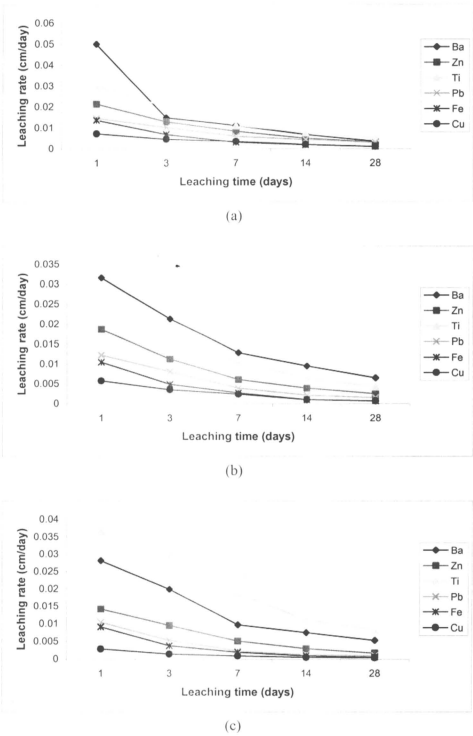 0.06
0.05
0.04
0.03
0.02
0.01
0
Leaching rate (cm/day)
1 3 7 14 28
Leaching time (days)
Ba
Zn
Ti
Pb
Fe
Cu
(a)
0.035
0.03
0.025
0.02
0.015
0.01
0.005
0
Leaching rate (cm/day)
1 3 7 14 28
Leaching time (days)
Ba
Zn
Ti
Pb
Fe
Cu
(b)
0.04
0.035
0.03
0.025
0.02
0.015
0.01
0.005
0
Leaching rate (cm/day)
1 3 7 14 28
Leaching time (days)
Ba
Zn
Ti
Pb
Fe
Cu
(c)